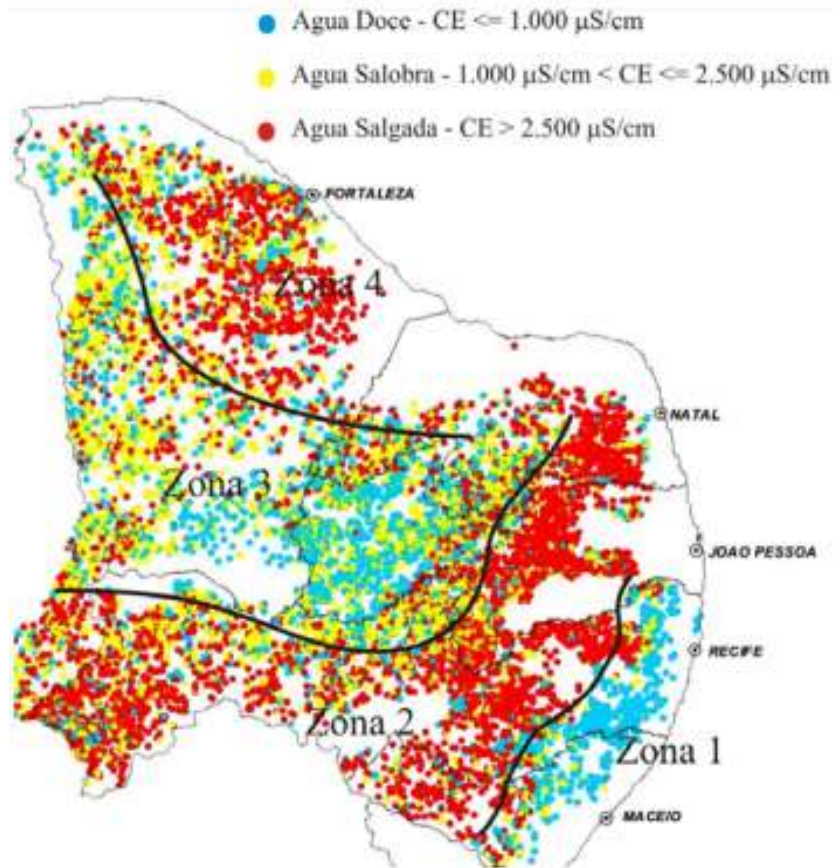 Agua Doce - CE <= 1.000 µS/cm
Agua Salobra - 1.000 µS/cm < CE <= 2.500 µS/cm
Agua Salgada - CE > 2.500 µS/cm
FORTALEZA
Zona 4
NATAL
Zona 3
JOAO PESSOA
RECIFE
Zona 2
Zona 1
MACEIO